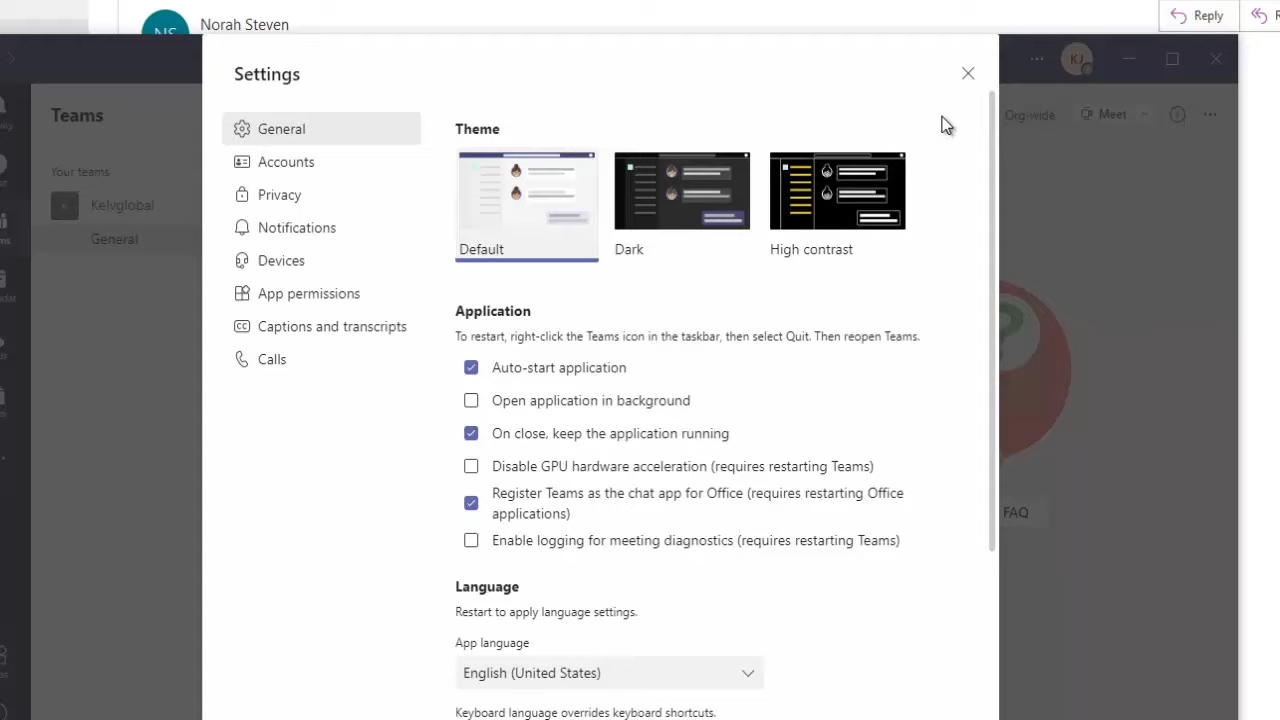 Norah Steven
NS
Reply
Settings
KJ
Teams
General
Theme
Org-wide
Meet
Accounts
Your teams
Privacy
Kelvglobal
Notifications
General
Default
Dark
High contrast
Devices
App permissions
Application
Captions and transcripts
To restart, right-click the Teams icon in the taskbar, then select Quit. Then reopen Teams.
Calls
Auto-start application
Open application in background
On close, keep the application running
Disable GPU hardware acceleration (requires restarting Teams)
Register Teams as the chat app for Office (requires restarting Office
applications)
FAQ
Enable logging for meeting diagnostics (requires restarting Teams)
Language
Restart to apply language settings.
App language
English (United States)
Keyboard language overrides keyboard shortcuts.